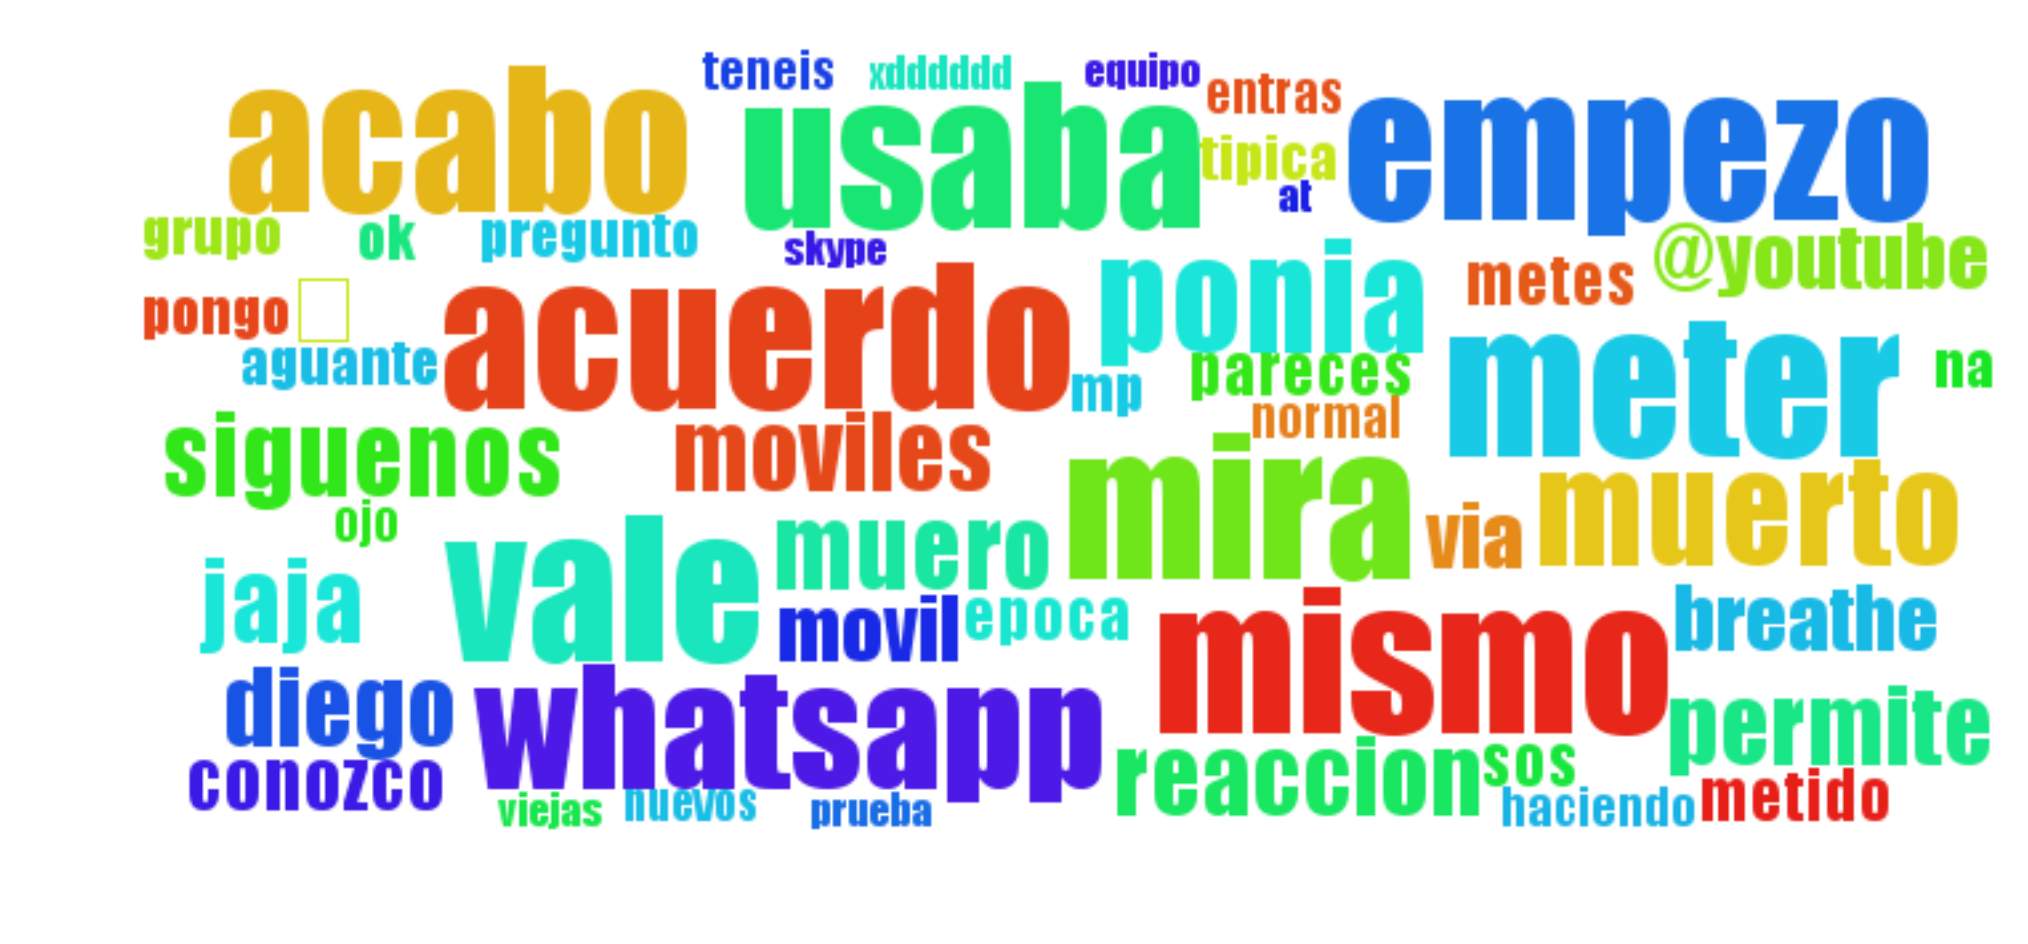 teneis xdddddd equipo
acabo usaba entras empezo
tipica
at
grupo ok pregunto skype @youtube
ponia metes
pongo acuerdo
aguante mp pareces meter na
normal
siguenos moviles mira muerto
ojo via
vale muero
jaja movil epoca mismo breathe
diego whatsapp permite
conozco reaccion sos
viejas nuevos prueba haciendo metido